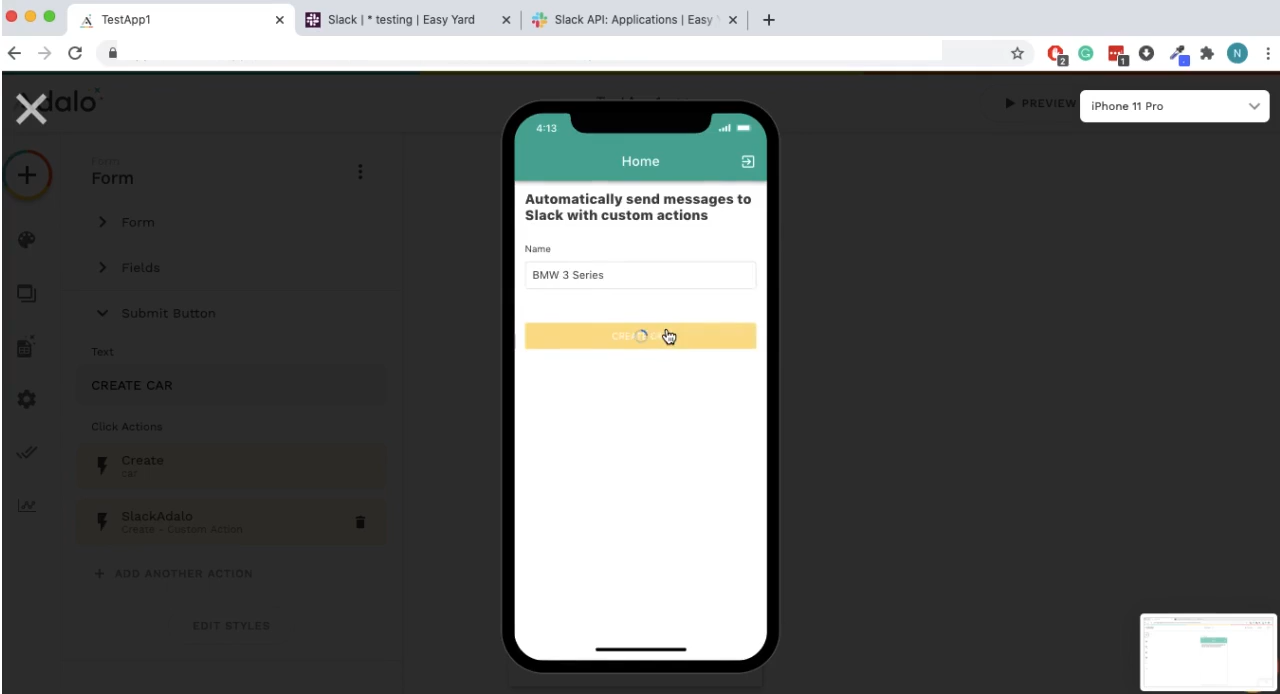 TestApp1
Slack | * testing | Easy Yard
Slack API: Applications | Easy
2
1
N
PREVIEW
iPhone 11 Pro
Form
Form
Form
Fields
Submit Button
Text
CREATE CAR
Click Actions
Create
car
SlackAdalo
Create - Custom Action
+ ADD ANOTHER ACTION
EDIT STYLES
4:13
Home
Automatically send messages to
Slack with custom actions
Name
BMW 3 Series